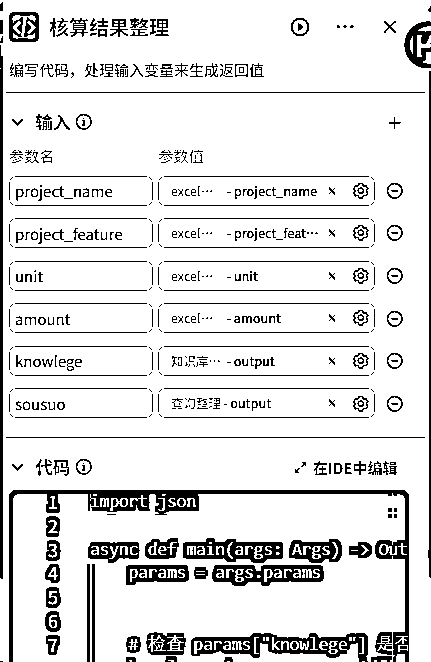 核算结果整理
编写代码，处理输入变量来生成返回值
输入
参数名 参数值
project_name exce[··· - project_name
project_feature exce[··· - project_feat···
unit exce[··· - unit
amount exce[··· - amount
knowlege 知识库··· - output
sousuo 查询整理 - output
代码 在IDE中编辑
1 import json
2
3 async def main(args: Args) -> Out
4 params = args.params
5
6
7 # 检查 params["knowlege"] 是否